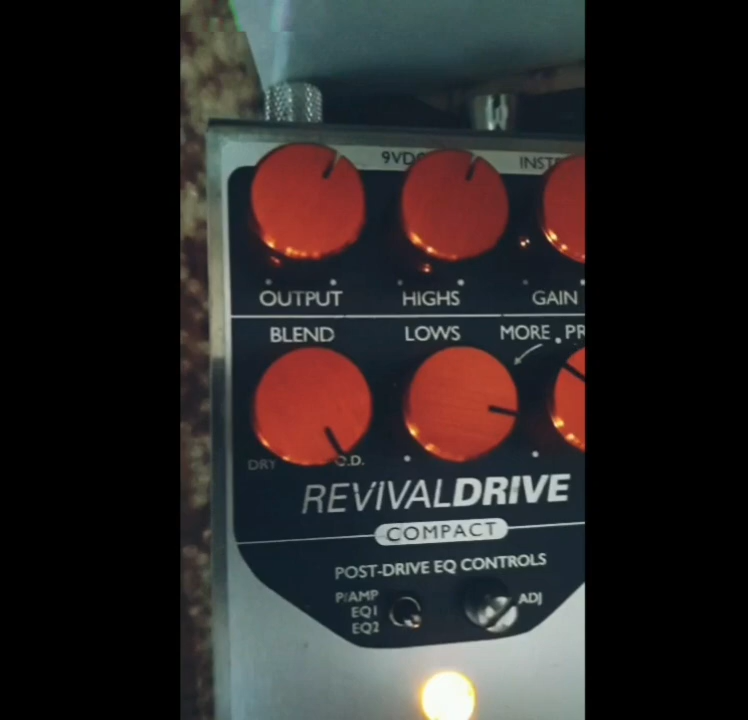 9VDC
INST
OUTPUT HIGHS GAIN
BLEND LOWS MORE PR
DRY O.D.
REVIVALDRIVE
COMPACT
POST-DRIVE EQ CONTROLS
P/AMP
EQ1
EQ2
ADJ